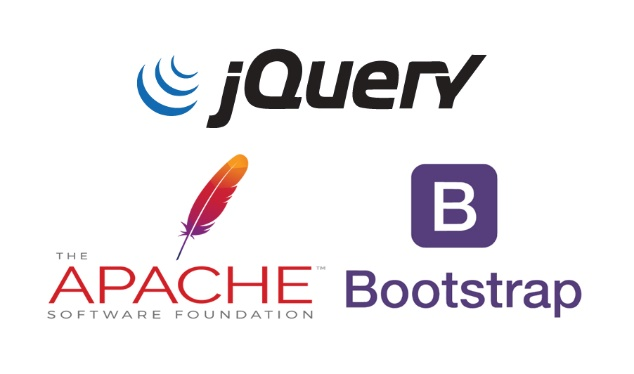 jQuery
THE
APACHE™
SOFTWARE FOUNDATION
B
Bootstrap